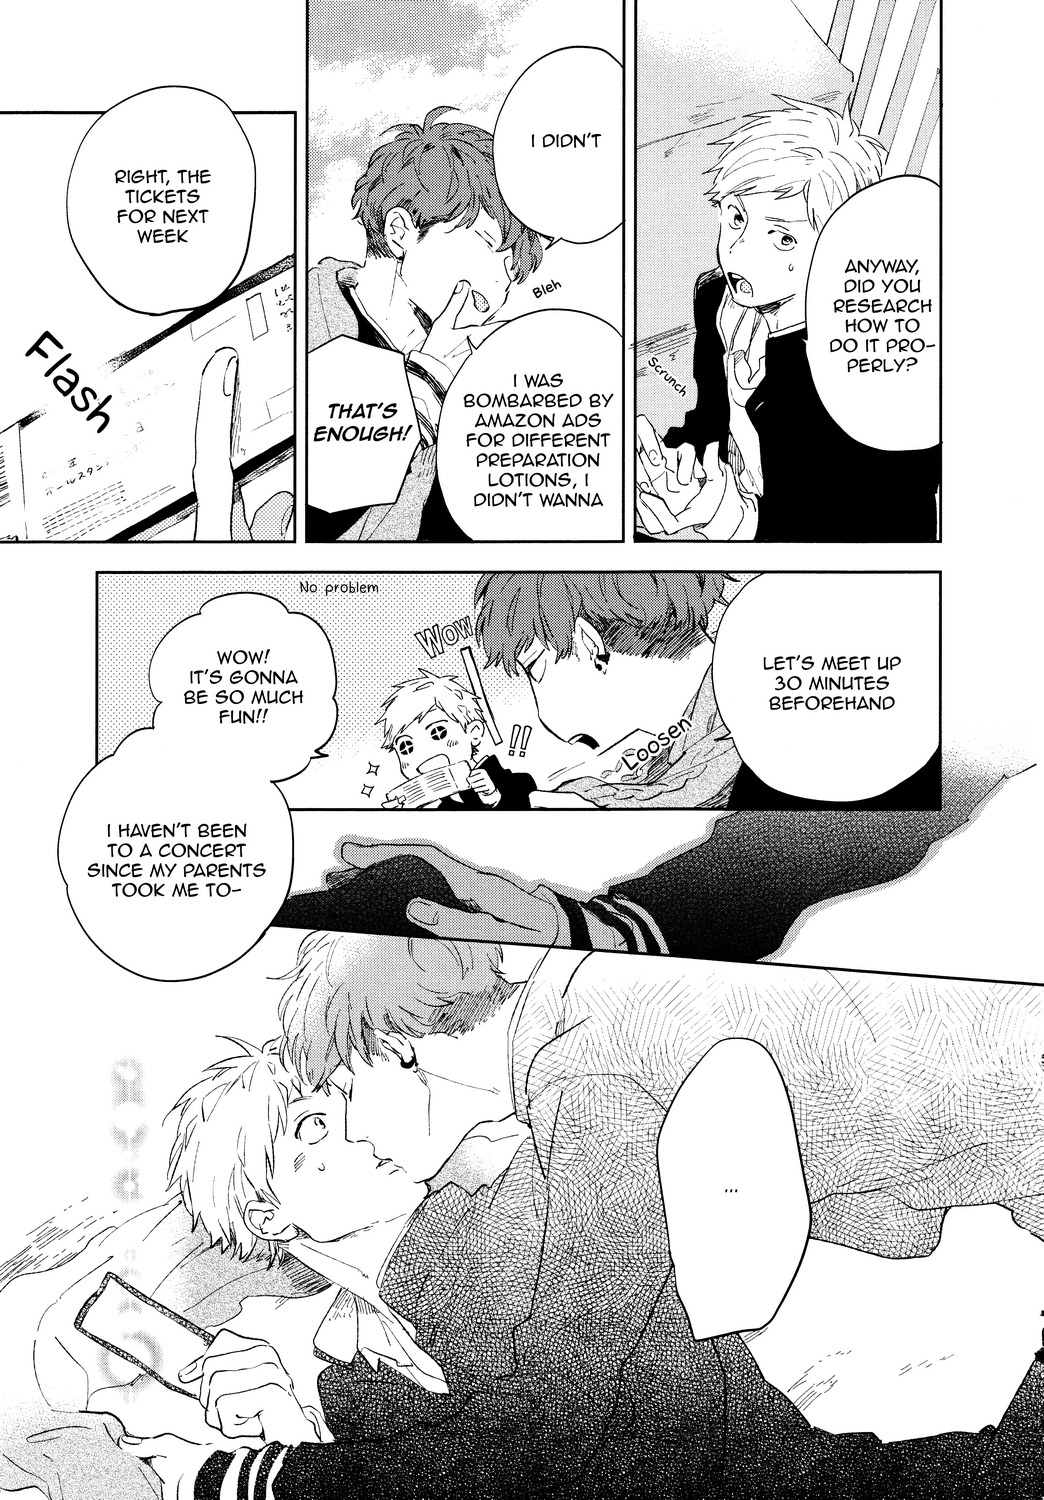 ANYWAY,
DID YOU
RESEARCH
HOW TO
DO IT PRO-
PERLY?
Scrunch
I DIDN'T
Bleh
I WAS
BOMBARBED BY
AMAZON ADS
FOR DIFFERENT
PREPARATION
LOTIONS, I
DIDN'T WANNA
THAT'S
ENOUGH!
RIGHT, THE
TICKETS
FOR NEXT
WEEK
Flash
LET'S MEET UP
30 MINUTES
BEFOREHAND
Loosen
No problem
Wow
!!
WOW!
IT'S GONNA
BE SO MUCH
FUN!!
I HAVEN'T BEEN
TO A CONCERT
SINCE MY PARENTS
TOOK ME TO-
...